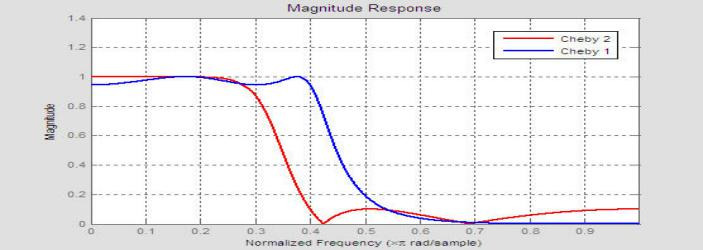 Magnitude Response
1.4
1.2
1
0.8
0.6
0.4
0.2
0
Magnitude
Cheby 2
Cheby 1
0 0.1 0.2 0.3 0.4 0.5 0.6 0.7 0.8 0.9
Normalized Frequency (×π rad/sample)